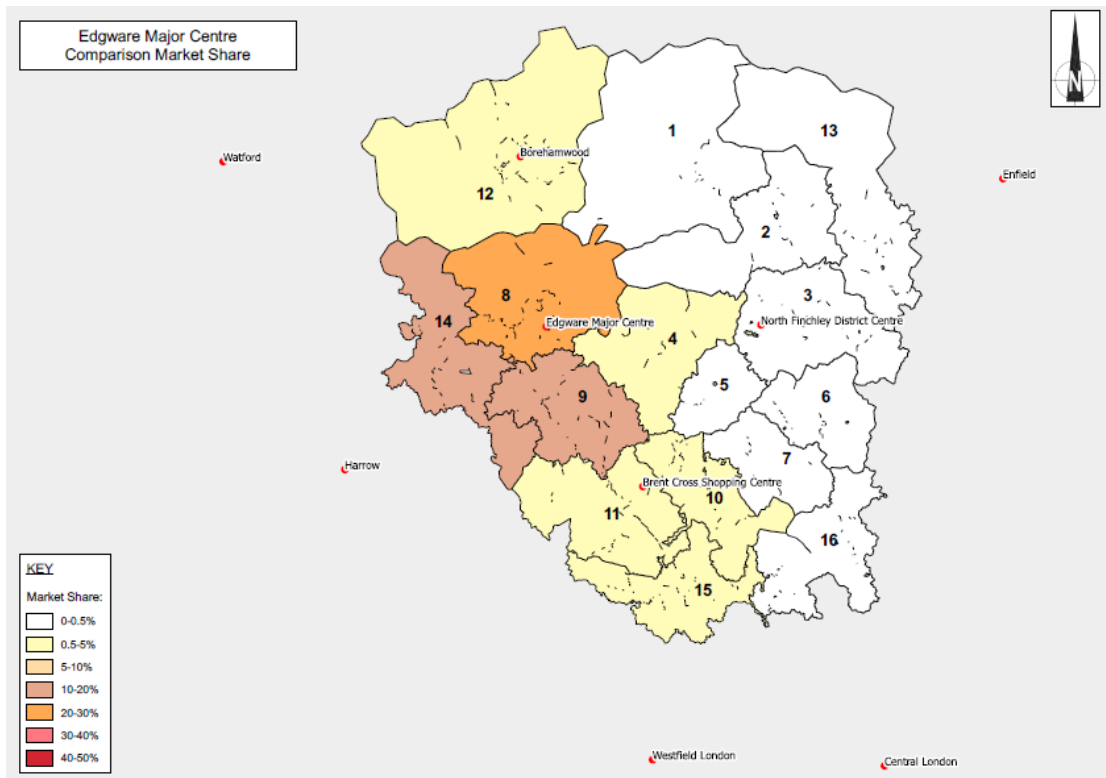 Edgware Major Centre
Comparison Market Share
N
1
13
Watford
Borehamwood
Enfield
12
2
8
3
14
Edgware Major Centre
North Finchley District Centre
4
5
9
6
7
Harrow
Brent Cross Shopping Centre
10
11
16
15
KEY
Market Share:
0-0.5%
0.5-5%
5-10%
10-20%
20-30%
30-40%
40-50%
Westfield London
Central London